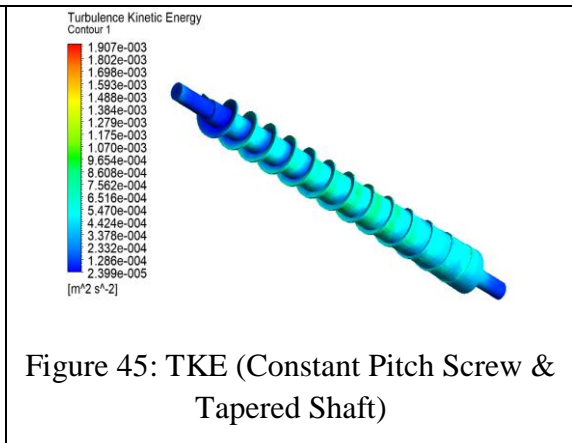 Turbulence Kinetic Energy
Contour 1
1.907e-003
1.802e-003
1.698e-003
1.593e-003
1.488e-003
1.384e-003
1.279e-003
1.175e-003
1.070e-003
9.654e-004
8.608e-004
7.562e-004
6.516e-004
5.470e-004
4.424e-004
3.378e-004
2.332e-004
1.286e-004
2.399e-005
[m^2 s^-2]
Figure 45: TKE (Constant Pitch Screw &
Tapered Shaft)